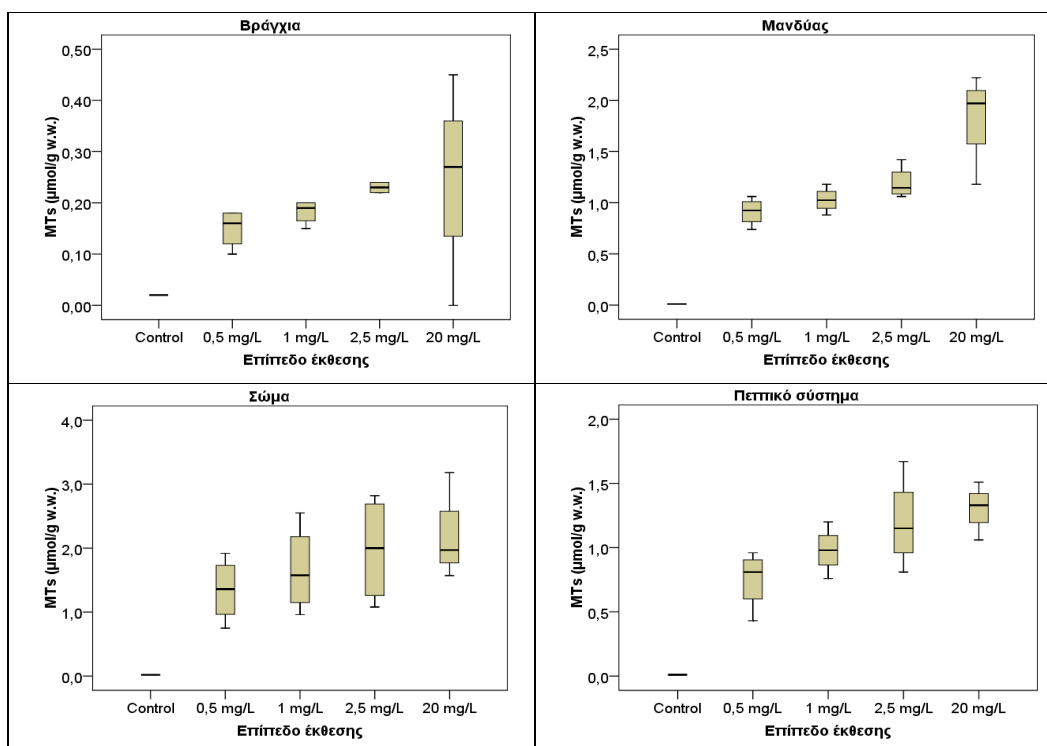 Βράγχια
MTs (μmol/g w.w.)
0,50
0,40
0,30
0,20
0,10
0,00
Control 0,5 mg/L 1 mg/L 2,5 mg/L 20 mg/L
Επίπεδο έκθεσης
Μανδύας
MTs (μmol/g w.w.)
2,5
2,0
1,5
1,0
0,5
0,0
Control 0,5 mg/L 1 mg/L 2,5 mg/L 20 mg/L
Επίπεδο έκθεσης
Σώμα
MTs (μmol/g w.w.)
4,0
3,0
2,0
1,0
0,0
Control 0,5 mg/L 1 mg/L 2,5 mg/L 20 mg/L
Επίπεδο έκθεσης
Πεπτικό σύστημα
MTs (μmol/g w.w.)
2,0
1,5
1,0
0,5
0,0
Control 0,5 mg/L 1 mg/L 2,5 mg/L 20 mg/L
Επίπεδο έκθεσης